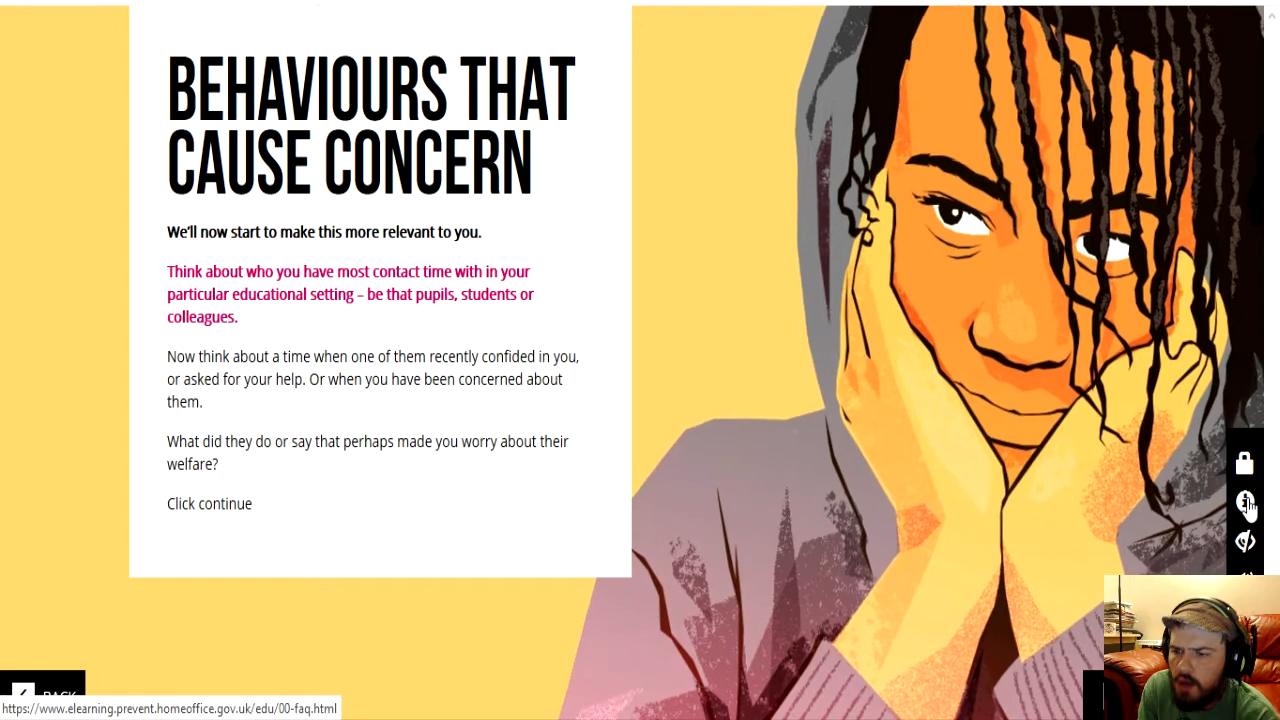 BEHAVIOURS THAT
CAUSE CONCERN
We'll now start to make this more relevant to you.
Think about who you have most contact time with in your
particular educational setting – be that pupils, students or
colleagues.
Now think about a time when one of them recently confided in you,
or asked for your help. Or when you have been concerned about
them.
What did they do or say that perhaps made you worry about their
welfare?
Click continue
BACK
https://www.elearning.prevent.homeoffice.gov.uk/edu/00-faq.html